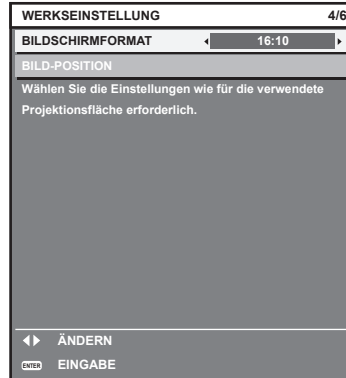 WERKSEINSTELLUNG 4/6
BILDSCHIRMFORMAT 16:10
BILD-POSITION
Wählen Sie die Einstellungen wie für die verwendete
Projektionsfläche erforderlich.
ÄNDERN
ENTER EINGABE